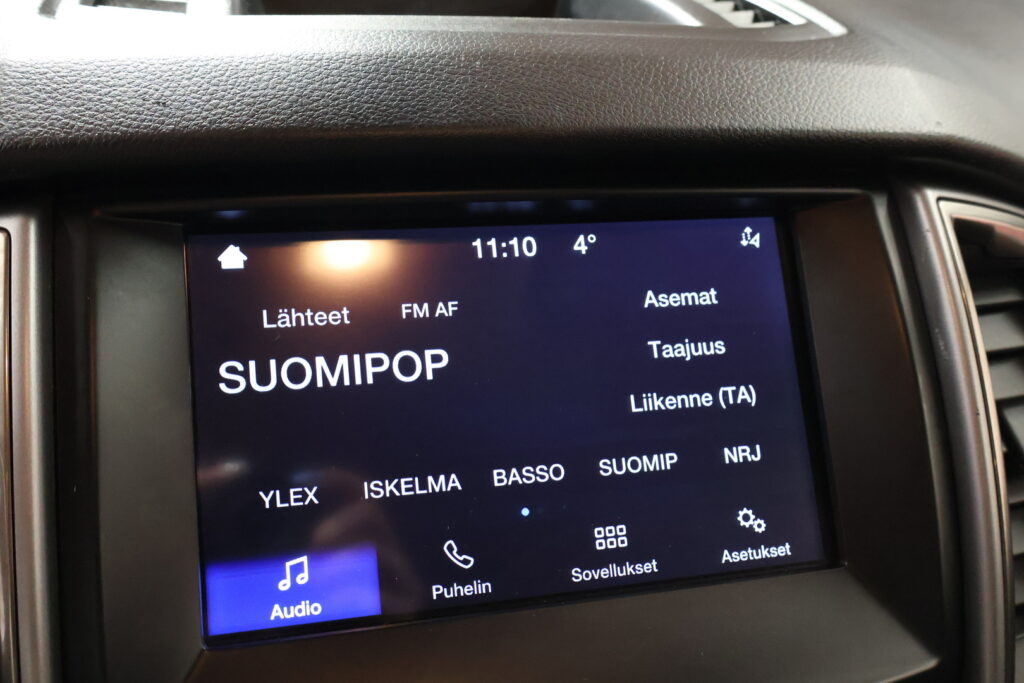 11:10 4°
Lähteet FM AF Asemat
SUOMIPOP Taajuus
Liikenne (TA)
YLEX ISKELMA BASSO SUOMIP NRJ
Audio Puhelin Sovellukset Asetukset